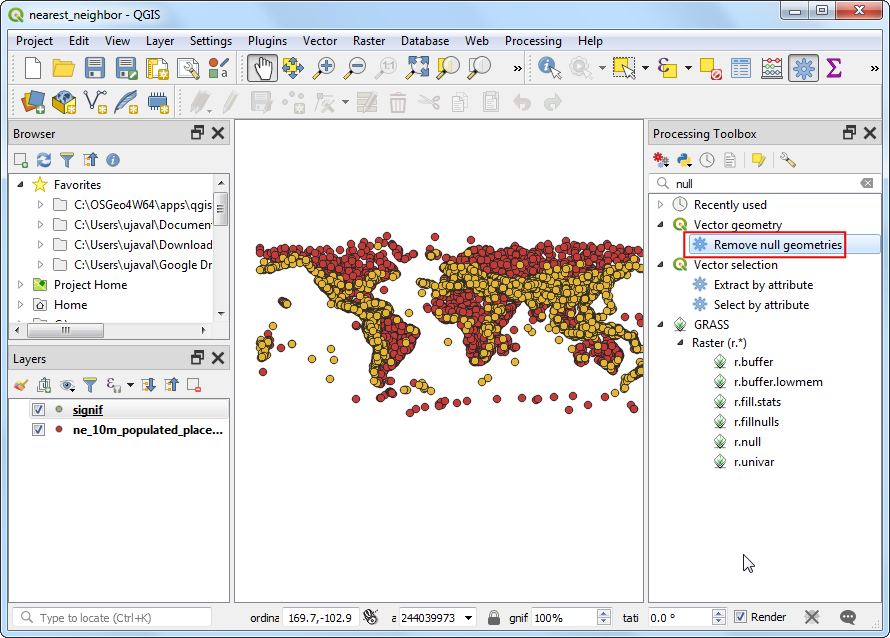 nearest_neighbor - QGIS
Project Edit View Layer Settings Plugins Vector Raster Database Web Processing Help
1:1 » »
Browser
Favorites
C:\OSGeo4W64\apps\qgis
C:\Users\ujaval\Documen
C:\Users\ujaval\Download
C:\Users\ujaval\Google Dr
Project Home
Home
Layers
signif
ne_10m_populated_place...
Processing Toolbox
null
Recently used
Vector geometry
Remove null geometries
Vector selection
Extract by attribute
Select by attribute
GRASS
Raster (r.*)
r.buffer
r.buffer.lowmem
r.fill.stats
r.fillnulls
r.null
r.univar
Type to locate (Ctrl+K) ordina 169.7,-102.9 a 244039973 gnif 100% tati 0.0 ° Render